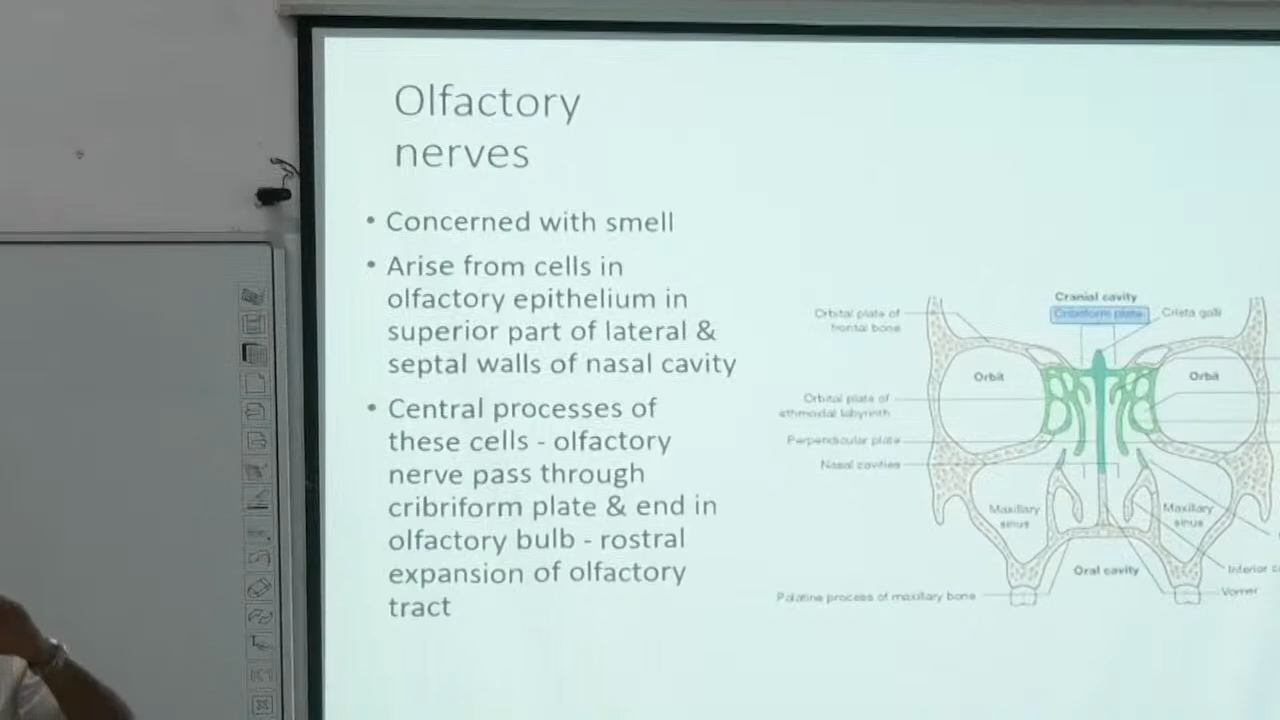 Olfactory
nerves
• Concerned with smell
• Arise from cells in
olfactory epithelium in
superior part of lateral &
septal walls of nasal cavity
• Central processes of
these cells - olfactory
nerve pass through
cribriform plate & end in
olfactory bulb - rostral
expansion of olfactory
tract
Cranial cavity
Cribriform plate
Crista galli
Orbital plate of
frontal bone
Orbit
Orbit
Orbital plate of
ethmoidal labyrinth
Perpendicular plate
Nasal cavities
Maxillary
sinus
Maxillary
sinus
Oral cavity
Inferior
Palatine process of maxillary bone
Vomer